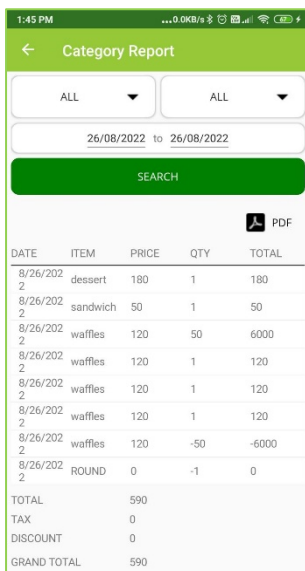 1:45 PM ...0.0KB/s 67
Category Report
ALL ALL
26/08/2022 to 26/08/2022
SEARCH
PDF
DATE ITEM PRICE QTY TOTAL
8/26/202
2 dessert 180 1 180
8/26/202
2 sandwich 50 1 50
8/26/202
2 waffles 120 50 6000
8/26/202
2 waffles 120 1 120
8/26/202
2 waffles 120 1 120
8/26/202
2 waffles 120 1 120
8/26/202
2 waffles 120 -50 -6000
8/26/202
2 ROUND 0 -1 0
TOTAL 590
TAX 0
DISCOUNT 0
GRAND TOTAL 590